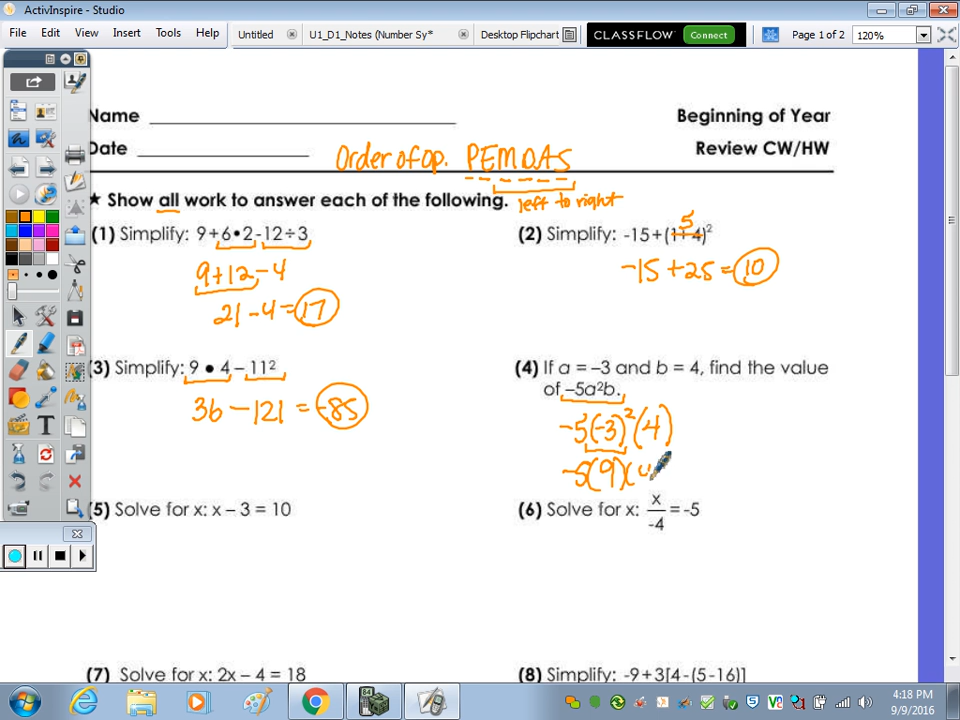 ActivInspire - Studio
File Edit View Insert Tools Help Untitled U1_D1_Notes (Number Sy* Desktop Flipchart CLASSFLOW Connect Page 1 of 2 120%
Name
Beginning of Year
Date
Review CW/HW
Order of op. PEMDAS
left to right
★ Show all work to answer each of the following.
(1) Simplify: 9+6•2-12÷3
9+12-4
21-4=17
(2) Simplify: -15+(1+4)²
5
-15+25=10
(3) Simplify: 9 • 4 – 11²
36-121=-85
(4) If a = –3 and b = 4, find the value
of –5a²b.
-5(-3)²(4)
-5(9)(4
(5) Solve for x: x – 3 = 10
(6) Solve for x: x/-4 = -5
(7) Solve for x: 2x – 4 = 18
(8) Simplify: -9+3[4-(5-16)]
4:18 PM
9/9/2016